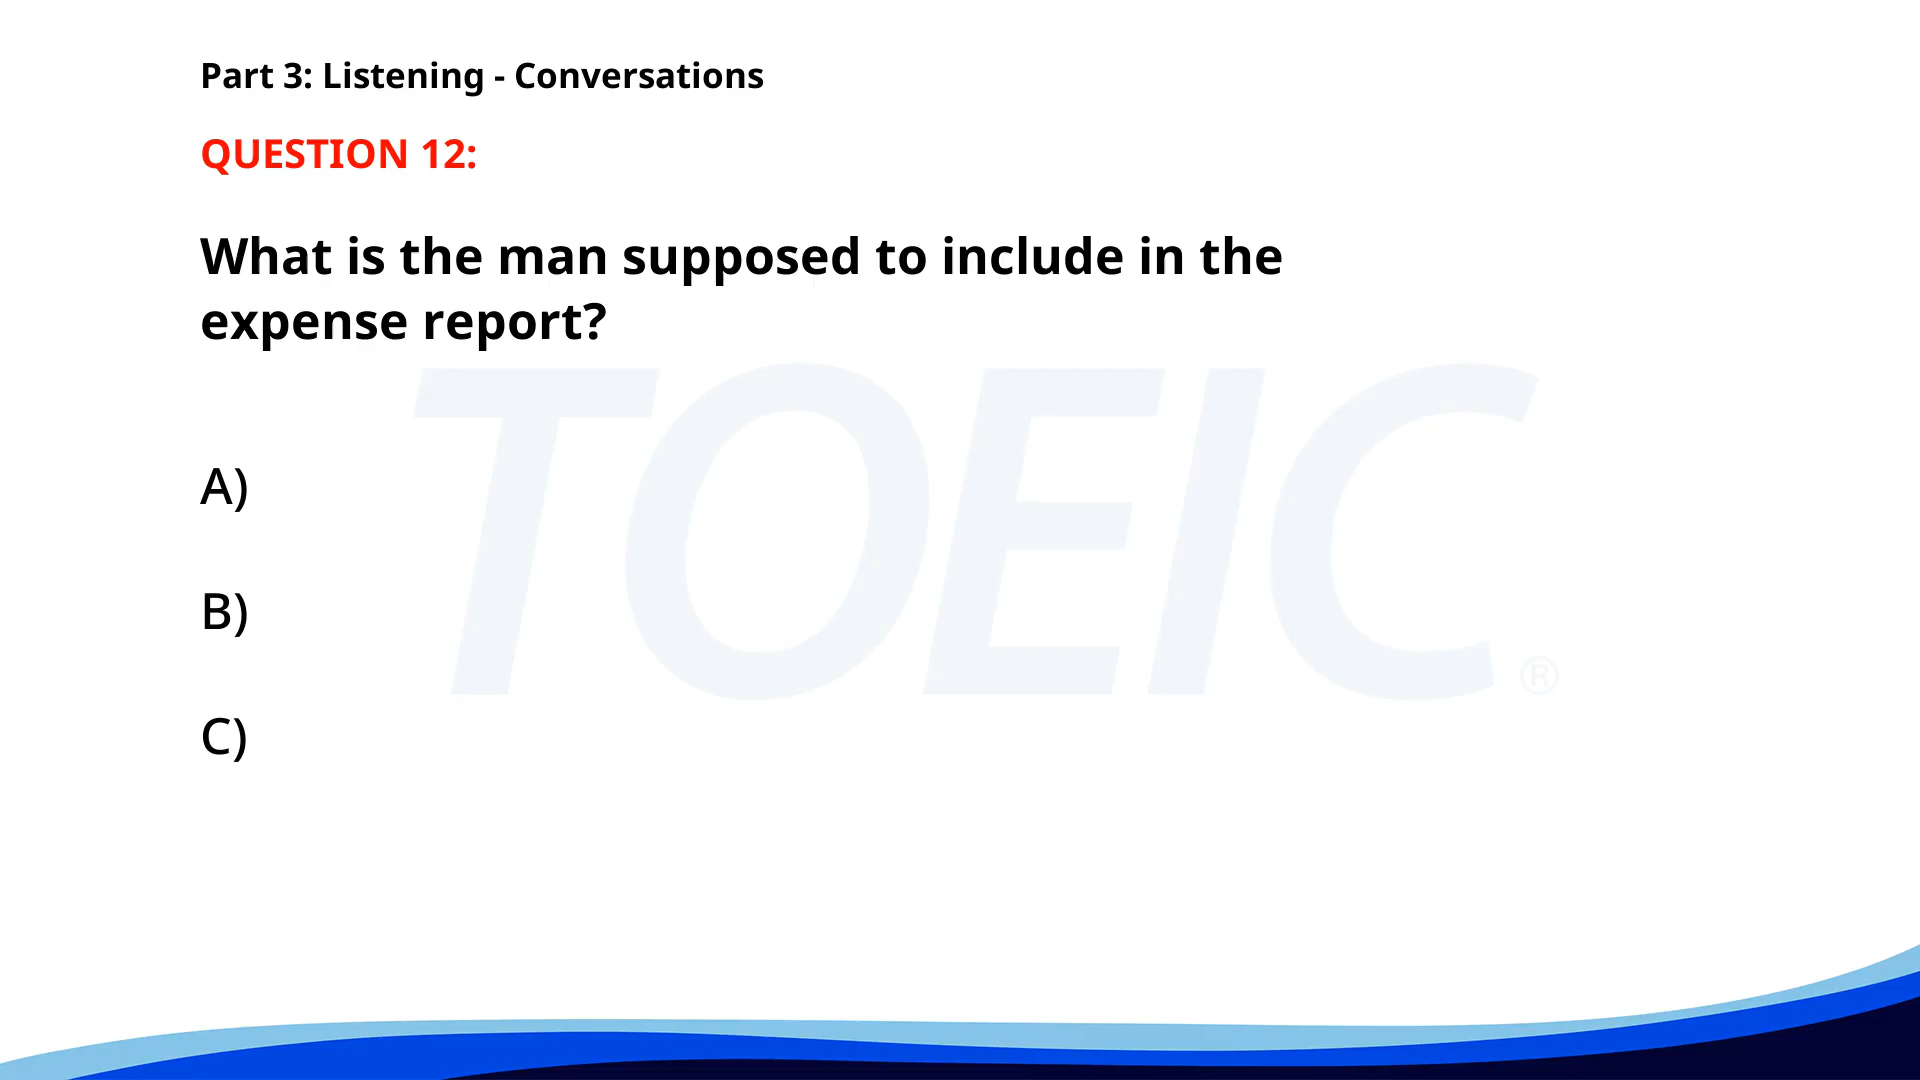 Part 3: Listening - Conversations
QUESTION 12:
What is the man supposed to include in the
expense report?
TOEIC®
A)
B)
C)